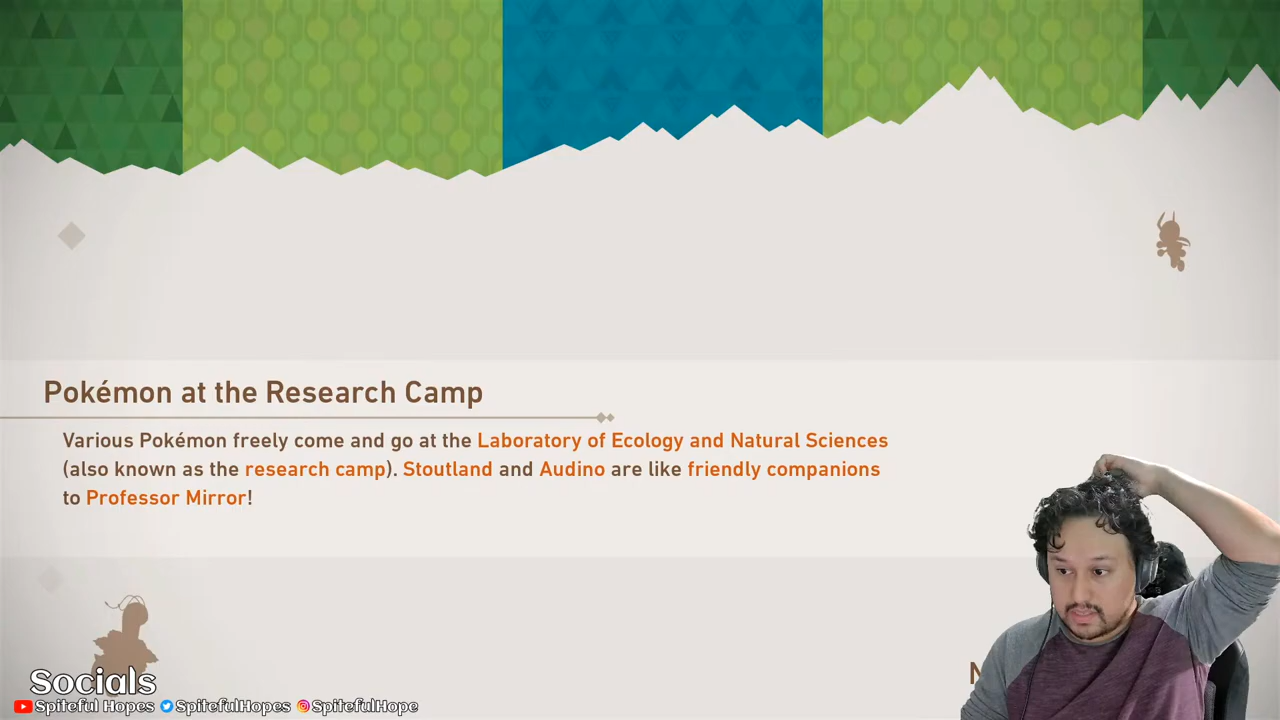 Pokémon at the Research Camp
Various Pokémon freely come and go at the Laboratory of Ecology and Natural Sciences
(also known as the research camp). Stoutland and Audino are like friendly companions
to Professor Mirror!
Socials
Spiteful Hopes SpitefulHopes SpitefulHope